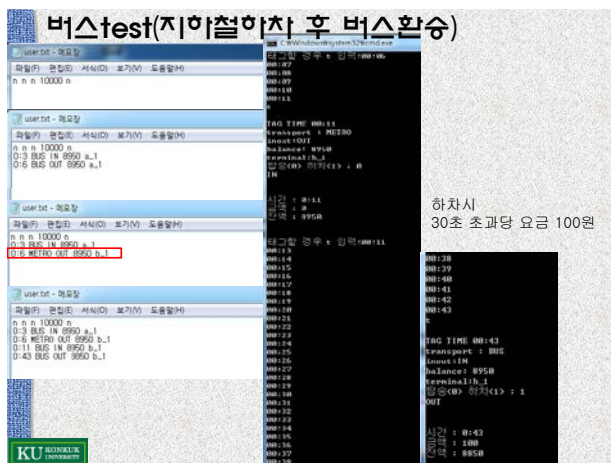 버스test(지하철하차 후 버스환승)
user.txt - 메모장
파일(F) 편집(E) 서식(O) 보기(V) 도움말(H)
n n n 10000 n
user.txt - 메모장
파일(F) 편집(E) 서식(O) 보기(V) 도움말(H)
n n n 10000 n
0:3 BUS IN 8950 a_1
0:6 BUS OUT 8950 a_1
user.txt - 메모장
파일(F) 편집(E) 서식(O) 보기(V) 도움말(H)
n n n 10000 n
0:3 BUS IN 8950 a_1
0:6 METRO OUT 8950 b_1
user.txt - 메모장
파일(F) 편집(E) 서식(O) 보기(V) 도움말(H)
n n n 10000 n
0:3 BUS IN 8950 a_1
0:6 METRO OUT 8950 b_1
0:11 BUS IN 8950 b_1
0:43 BUS OUT 8950 b_1
C:\Windows\system32\cmd.exe
태그할 경우 t 입력:00:06
00:07
00:08
00:09
00:10
00:11
t
TAG TIME 00:11
transport : METRO
inout:OUT
balance: 8950
terminal:b_1
탑승(0) 하차(1) : 0
IN
시간 : 0:11
금액 : 0
잔액 : 8950
태그할 경우 t 입력:00:11
00:13
00:14
00:15
00:16
00:17
00:18
00:19
00:20
00:21
00:22
00:23
00:24
00:25
00:26
00:27
00:28
00:29
00:30
00:31
00:32
00:33
00:34
00:35
00:36
00:37
00:38
하차시
30초 초과당 요금 100원
00:38
00:39
00:40
00:41
00:42
00:43
t
TAG TIME 00:43
transport : BUS
inout:IN
balance: 8950
terminal:b_1
탑승(0) 하차(1) : 1
OUT
시간 : 0:43
금액 : 100
잔액 : 8850
KU KONKUK
UNIVERSITY